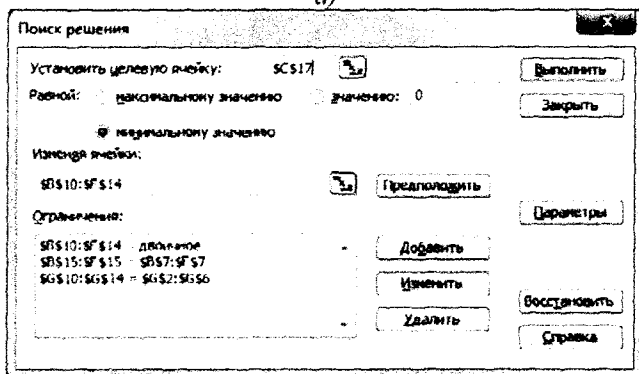 а)
Поиск решения
Установить целевую ячейку: $C$17
Выполнить
Равной: максимальному значению значению: 0
Закрыть
минимальному значению
Изменяя ячейки:
$B$10:$F$14
Предположить
Ограничения:
Параметры
$B$10:$F$14 = двоичное
Добавить
$B$15:$F$15 = $B$7:$F$7
$G$10:$G$14 = $G$2:$G$6
Изменить
Восстановить
Удалить
Справка